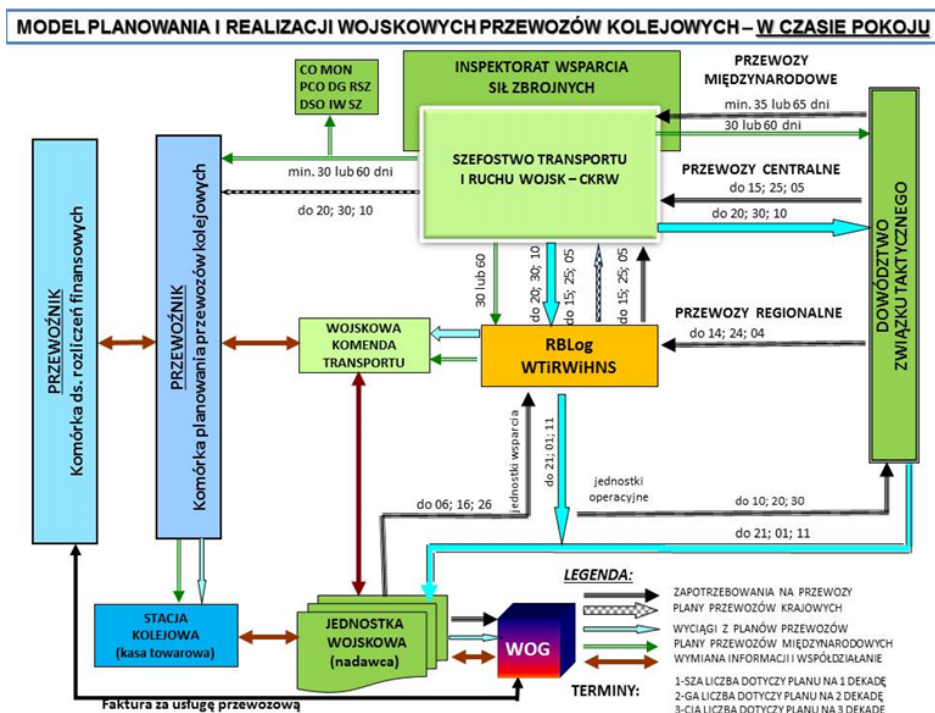 MODEL PLANOWANIA I REALIZACJI WOJSKOWYCH PRZEWOZÓW KOLEJOWYCH – W CZASIE POKOJU
CO MON
PCO DG RSZ
DSO IW SZ
INSPEKTORAT WSPARCIA
SIŁ ZBROJNYCH
PRZEWOZY
MIĘDZYNARODOWE
min. 35 lub 65 dni
30 lub 60 dni
SZEFOSTWO TRANSPORTU
I RUCHU WOJSK – CKRW
min. 30 lub 60 dni
do 20; 30; 10
PRZEWOZY CENTRALNE
do 15; 25; 05
do 20; 30; 10
DOWÓDZTWO
ZWIĄZKU TAKTYCZNEGO
PRZEWOŹNIK
Komórka ds. rozliczeń finansowych
PRZEWOŹNIK
Komórka planowania przewozów kolejowych
30 lub 60
do 20; 30; 10
do 15; 25; 05
do 15; 25; 05
PRZEWOZY REGIONALNE
do 14; 24; 04
WOJSKOWA
KOMENDA
TRANSPORTU
RBLog
WTiRWiHNS
jednostki wsparcia
do 21; 01; 11
jednostki
operacyjne
do 06; 16; 26
do 10; 20; 30
do 21; 01; 11
STACJA
KOLEJOWA
(kasa towarowa)
JEDNOSTKA
WOJSKOWA
(nadawca)
WOG
Faktura za usługę przewozową
LEGENDA:
ZAPOTRZEBOWANIA NA PRZEWOZY
PLANY PRZEWOZÓW KRAJOWYCH
WYCIĄGI Z PLANÓW PRZEWOZÓW
PLANY PRZEWOZÓW MIĘDZYNARODOWYCH
WYMIANA INFORMACJI I WSPÓŁDZIAŁANIE
TERMINY:
1-SZA LICZBA DOTYCZY PLANU NA 1 DEKADĘ
2-GA LICZBA DOTYCZY PLANU NA 2 DEKADĘ
3-CIA LICZBA DOTYCZY PLANU NA 3 DEKADĘ